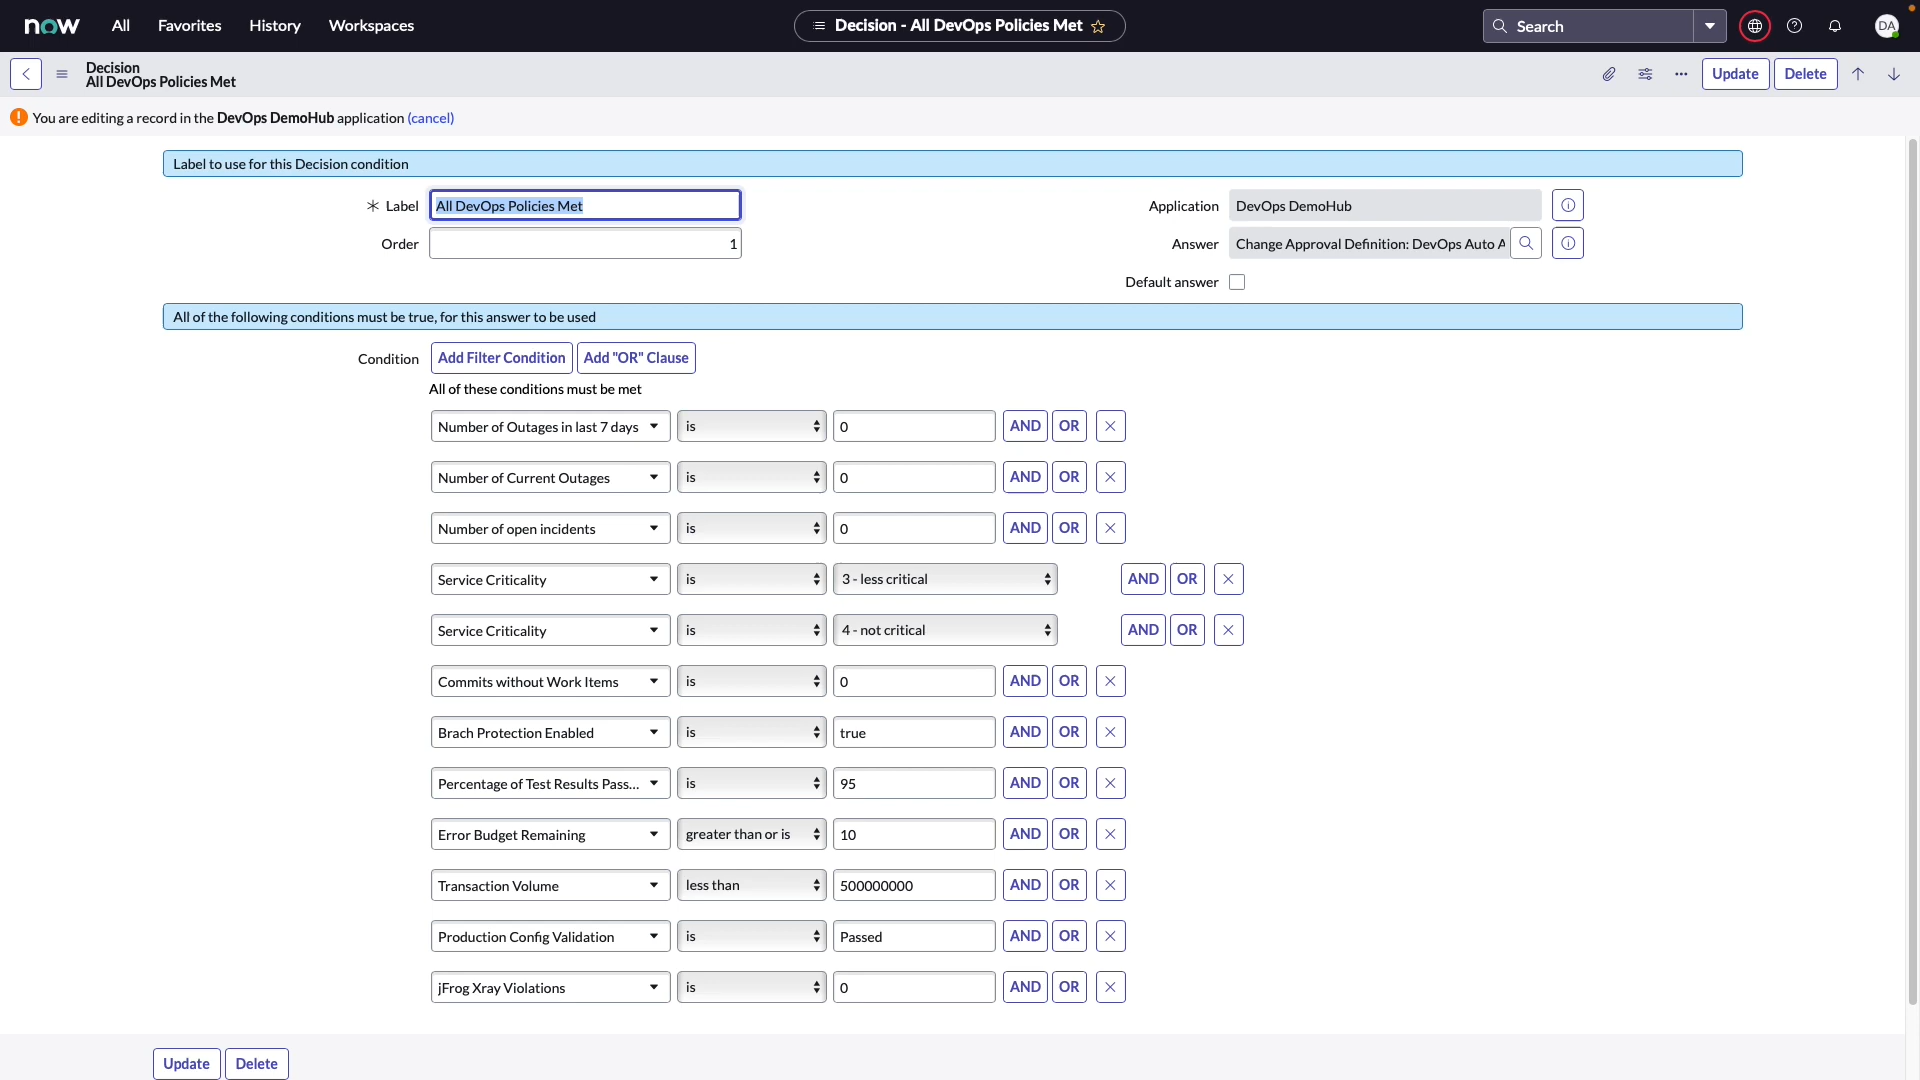 now All Favorites History Workspaces Decision - All DevOps Policies Met Search DA
Decision
All DevOps Policies Met
Update Delete
You are editing a record in the DevOps DemoHub application (cancel)
Label to use for this Decision condition
Label All DevOps Policies Met Application DevOps DemoHub
Order 1 Answer Change Approval Definition: DevOps Auto A
Default answer
All of the following conditions must be true, for this answer to be used
Condition Add Filter Condition Add "OR" Clause
All of these conditions must be met
Number of Outages in last 7 days is 0 AND OR
Number of Current Outages is 0 AND OR
Number of open incidents is 0 AND OR
Service Criticality is 3 - less critical AND OR
Service Criticality is 4 - not critical AND OR
Commits without Work Items is 0 AND OR
Brach Protection Enabled is true AND OR
Percentage of Test Results Pass... is 95 AND OR
Error Budget Remaining greater than or is 10 AND OR
Transaction Volume less than 500000000 AND OR
Production Config Validation is Passed AND OR
jFrog Xray Violations is 0 AND OR
Update Delete